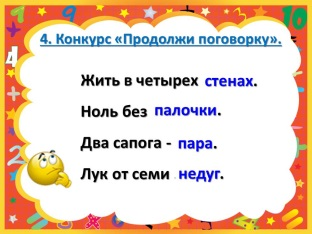 4. Конкурс «Продолжи поговорку».
Жить в четырех стенах.
Ноль без палочки.
Два сапога - пара.
Лук от семи недуг.